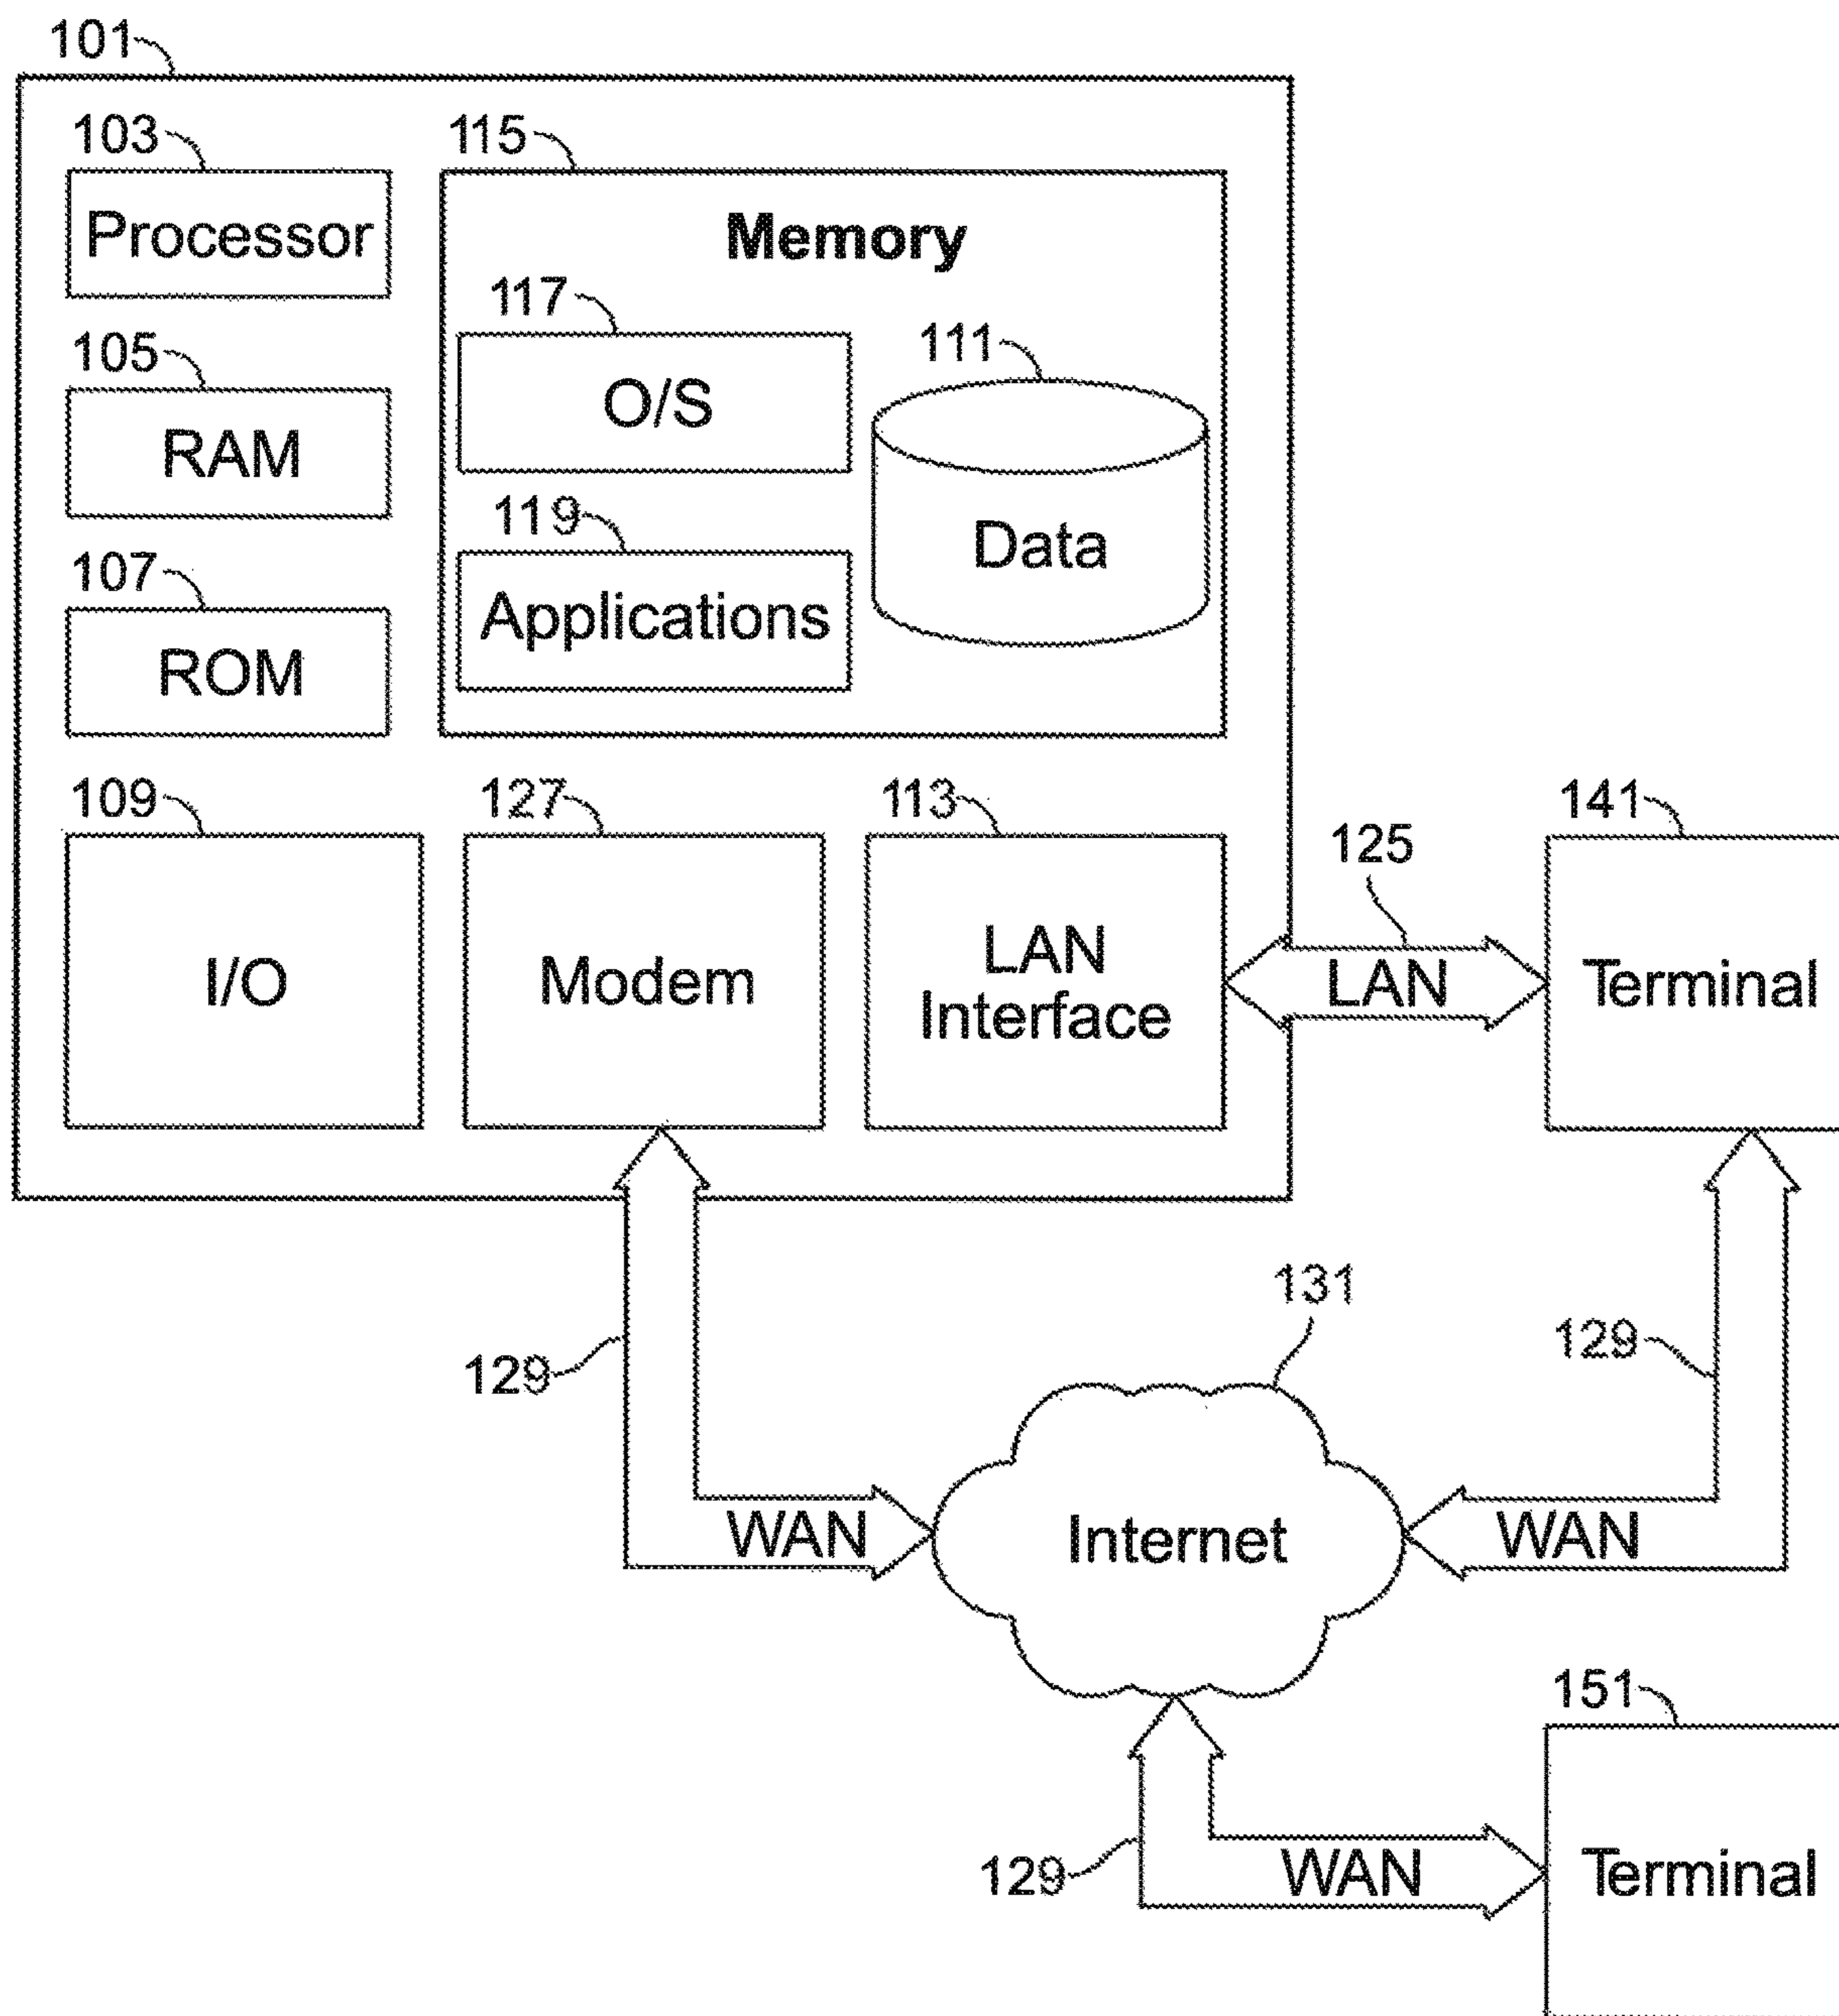 101
103
Processor
115
Memory
117
O/S
111
Data
105
RAM
119
Applications
107
ROM
109
I/O
127
Modem
113
LAN
Interface
125
LAN
141
Terminal
129
WAN
131
Internet
129
WAN
129
WAN
151
Terminal